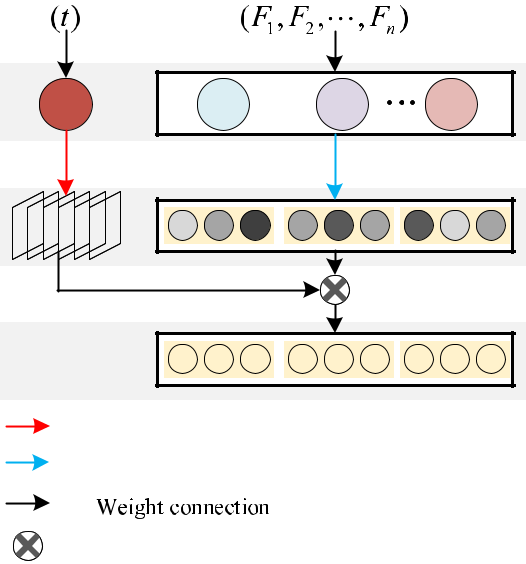 (t) (F₁, F₂, ⋯, Fₙ)
⋯
Weight connection